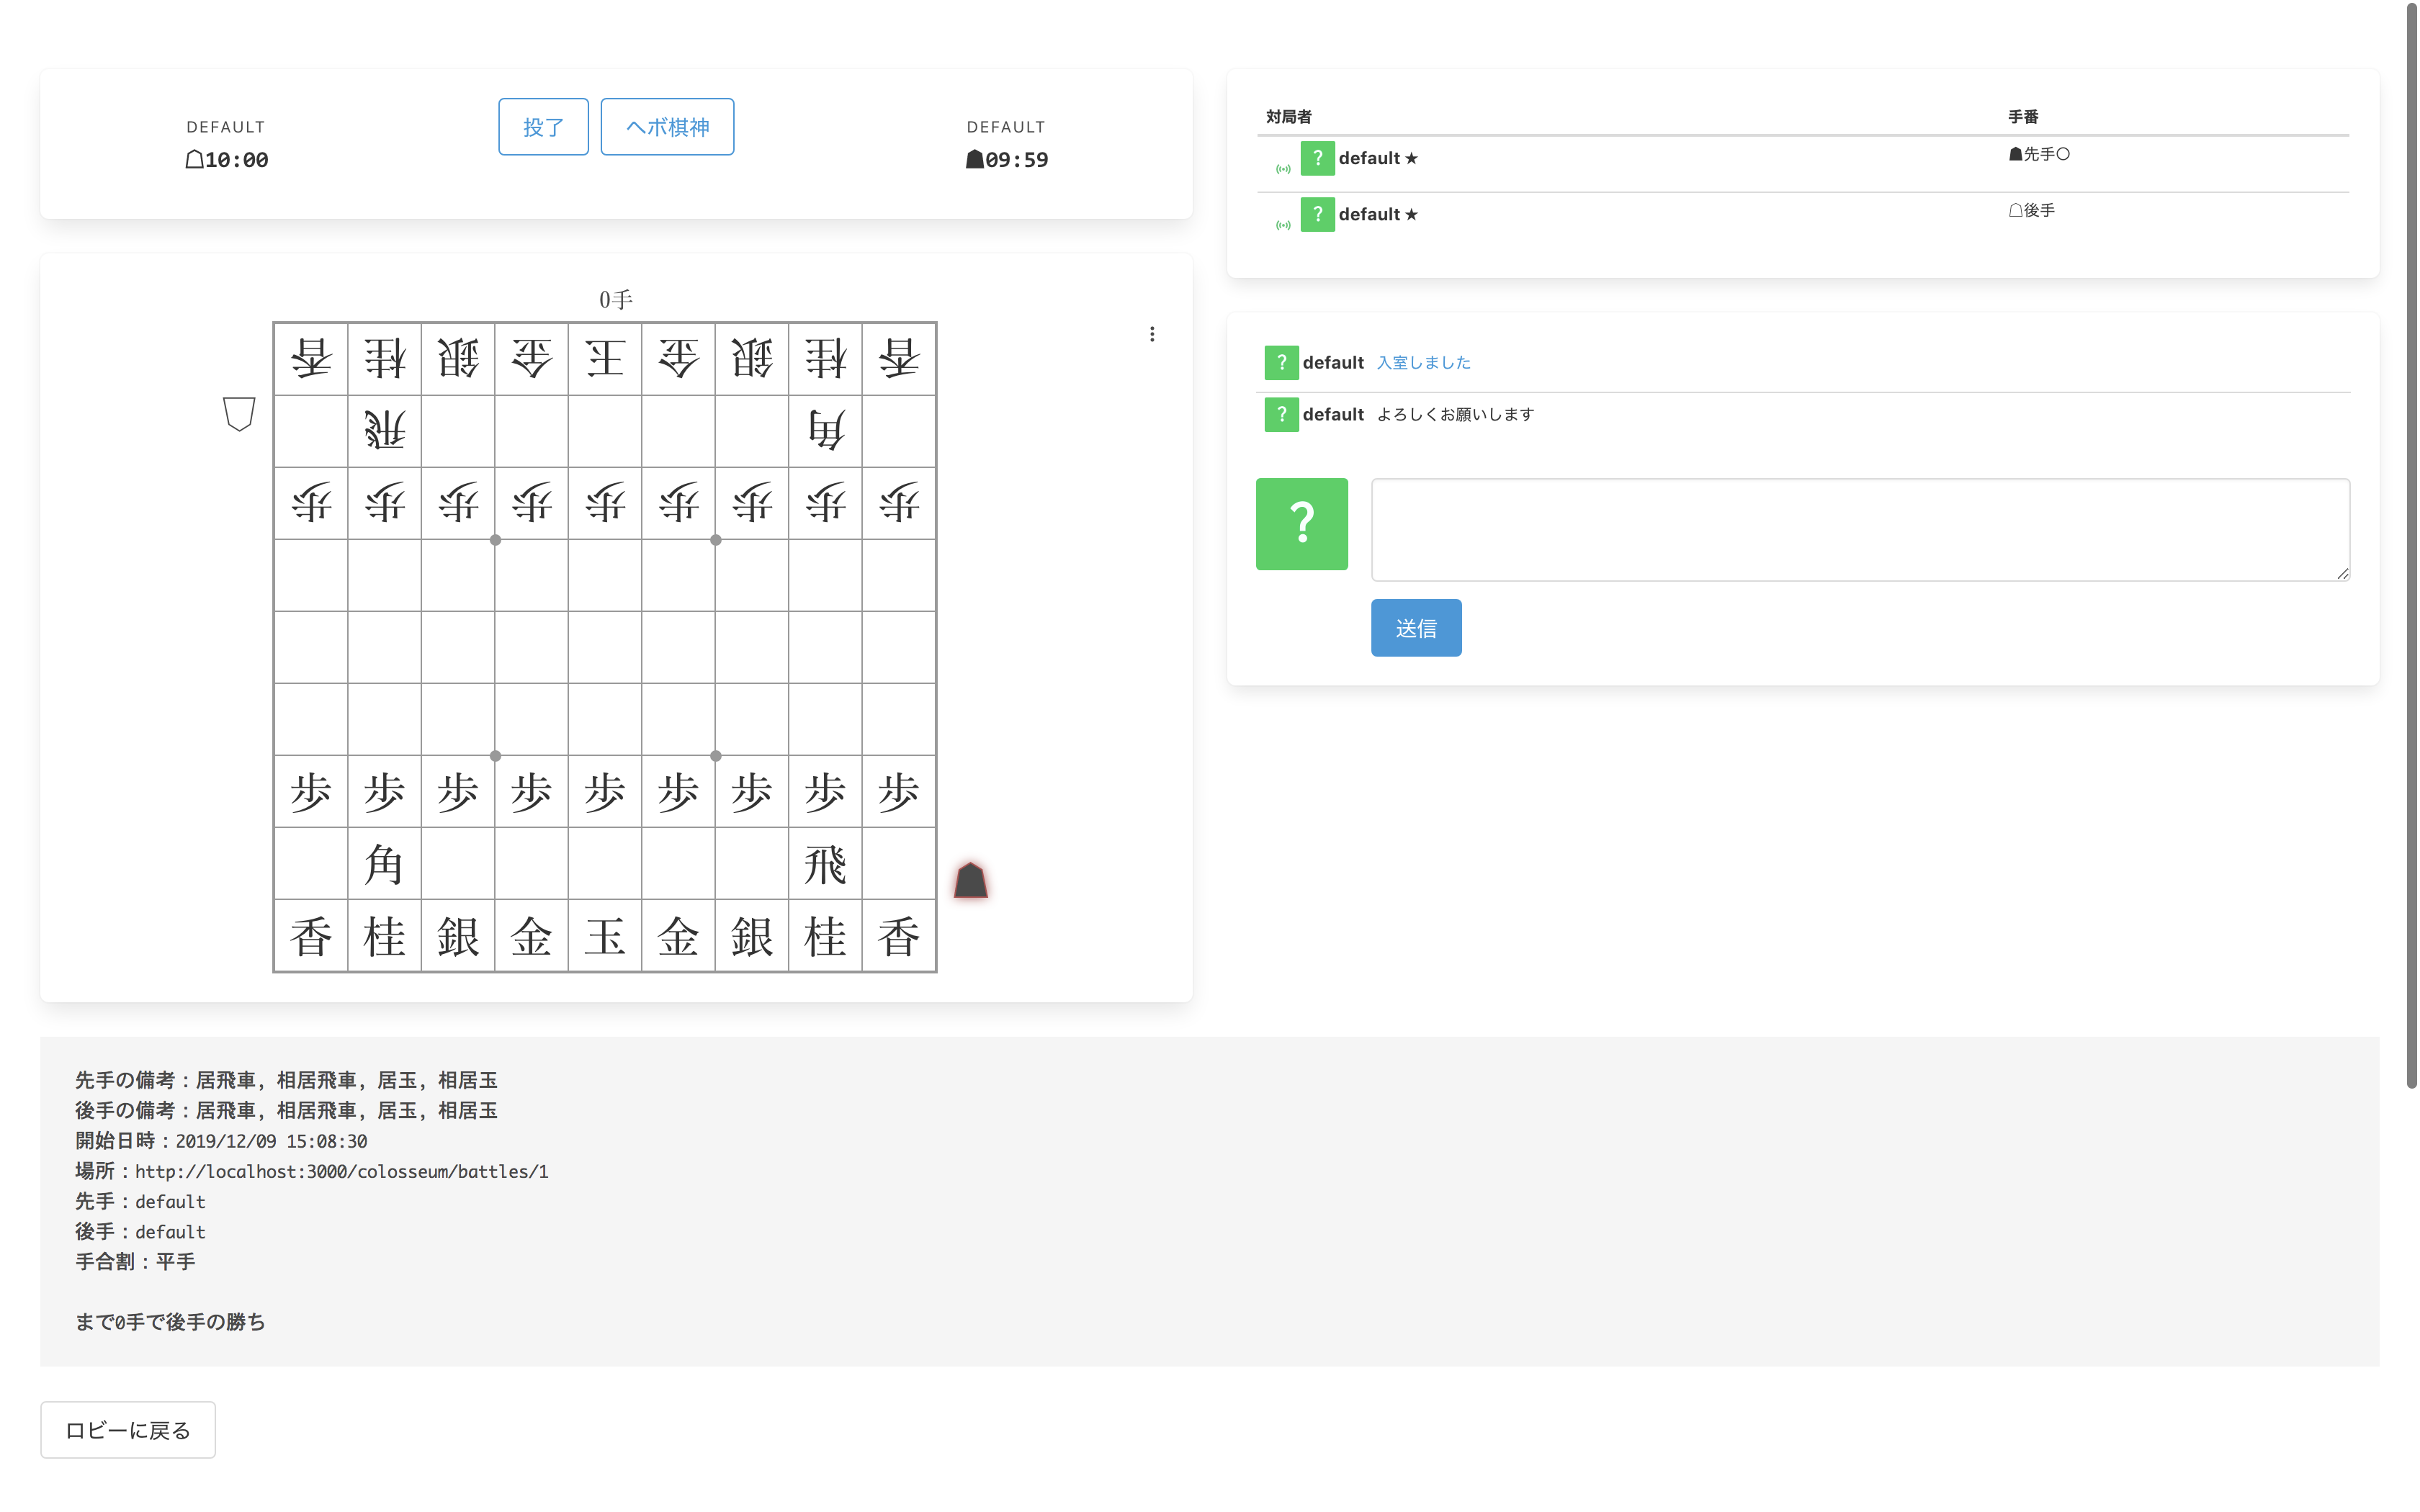 DEFAULT
☖10:00
投了
ヘボ棋神
DEFAULT
☗09:59
0手
香桂銀金王金銀桂香
飛角
歩歩歩歩歩歩歩歩歩
歩歩歩歩歩歩歩歩歩
角飛
香桂銀金玉金銀桂香
対局者 手番
? default ★ ☗先手○
? default ★ ☖後手
? default 入室しました
? default よろしくお願いします
?
送信
先手の備考：居飛車, 相居飛車, 居玉, 相居玉
後手の備考：居飛車, 相居飛車, 居玉, 相居玉
開始日時：2019/12/09 15:08:30
場所：http://localhost:3000/colosseum/battles/1
先手：default
後手：default
手合割：平手
まで0手で後手の勝ち
ロビーに戻る